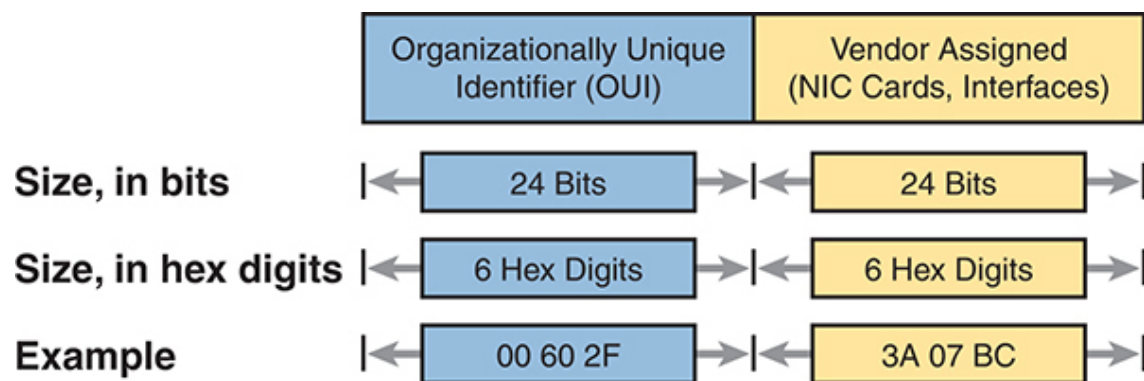 Organizationally Unique
Identifier (OUI)
Vendor Assigned
(NIC Cards, Interfaces)
Size, in bits
24 Bits
24 Bits
Size, in hex digits
6 Hex Digits
6 Hex Digits
Example
00 60 2F
3A 07 BC